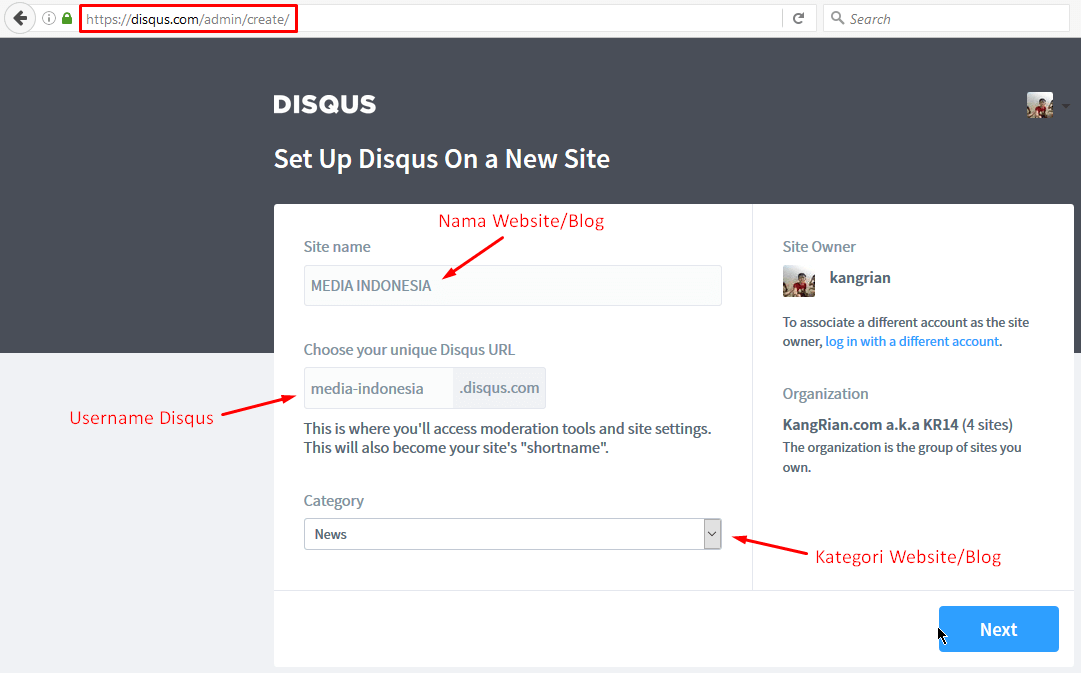 https://disqus.com/admin/create/
Search
DISQUS
Set Up Disqus On a New Site
Nama Website/Blog
Site name
MEDIA INDONESIA
Choose your unique Disqus URL
media-indonesia .disqus.com
Username Disqus
This is where you'll access moderation tools and site settings.
This will also become your site's "shortname".
Category
News
Kategori Website/Blog
Site Owner
kangrian
To associate a different account as the site
owner, log in with a different account.
Organization
KangRian.com a.k.a KR14 (4 sites)
The organization is the group of sites you
own.
Next